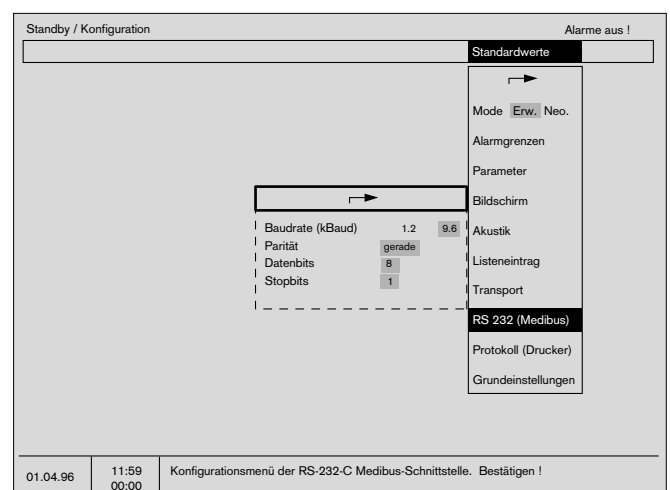 Standby / Konfiguration Alarme aus !
Standardwerte
Mode Erw. Neo.
Alarmgrenzen
Parameter
Bildschirm
Baudrate (kBaud) 1.2 9.6
Parität gerade
Datenbits 8
Stopbits 1
Akustik
Listeneintrag
Transport
RS 232 (Medibus)
Protokoll (Drucker)
Grundeinstellungen
01.04.96
11:59
00:00
Konfigurationsmenü der RS-232-C Medibus-Schnittstelle. Bestätigen !